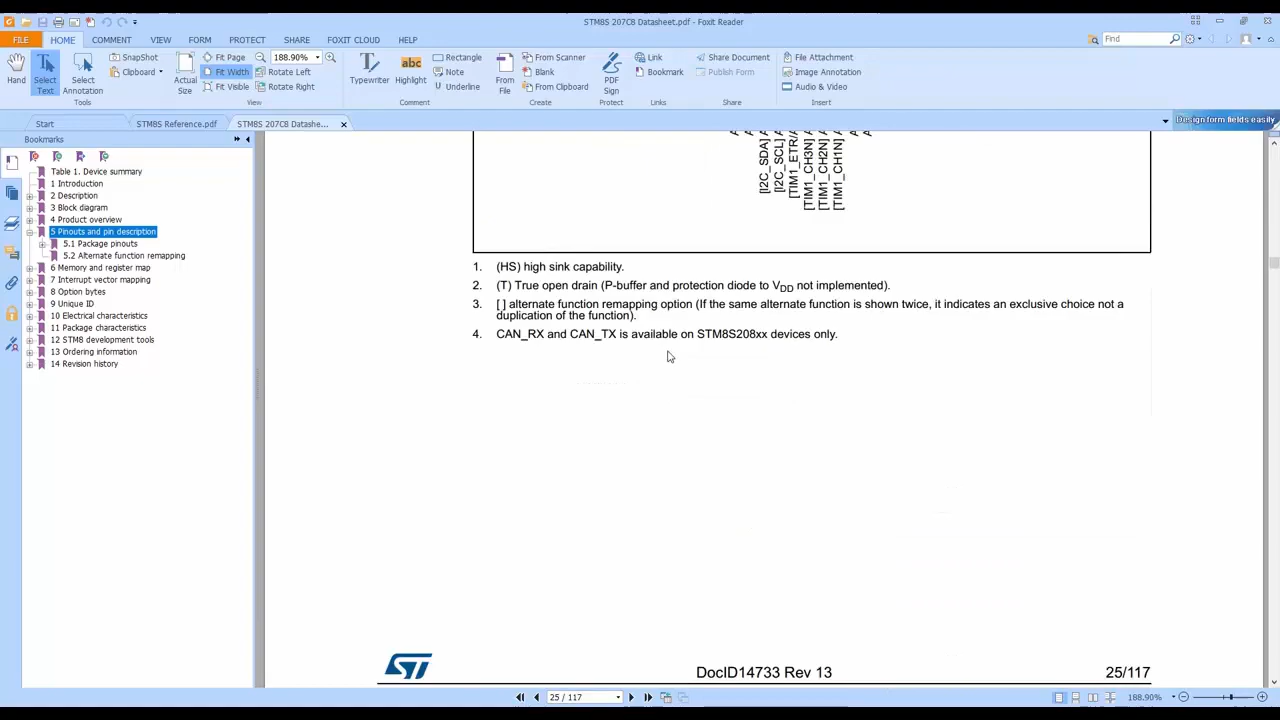 STM8S 207C8 Datasheet.pdf - Foxit Reader
FILE HOME COMMENT VIEW FORM PROTECT SHARE FOXIT CLOUD HELP
Find
Hand
Select
Text
Select
Annotation
SnapShot
Clipboard
Tools
Actual
Size
Fit Page
Fit Width
Fit Visible
188.90%
Rotate Left
Rotate Right
View
Typewriter
abc
Highlight
Rectangle
Note
Underline
Comment
From
File
From Scanner
Blank
From Clipboard
Create
PDF
Sign
Protect
Link
Bookmark
Links
Share Document
Publish Form
Share
File Attachment
Image Annotation
Audio & Video
Insert
Start
STM8S Reference.pdf
STM8S 207C8 Datashe...
Design form fields easily
Bookmarks
Table 1. Device summary
1 Introduction
2 Description
3 Block diagram
4 Product overview
5 Pinouts and pin description
5.1 Package pinouts
5.2 Alternate function remapping
6 Memory and register map
7 Interrupt vector mapping
8 Option bytes
9 Unique ID
10 Electrical characteristics
11 Package characteristics
12 STM8 development tools
13 Ordering information
14 Revision history
[I2C_SDA] A
[I2C_SCL] A
[TIM1_ETR/A
[TIM1_CH3N] A
[TIM1_CH2N] A
[TIM1_CH1N] A
1. (HS) high sink capability.
2. (T) True open drain (P-buffer and protection diode to VDD not implemented).
3. [ ] alternate function remapping option (If the same alternate function is shown twice, it indicates an exclusive choice not a
duplication of the function).
4. CAN_RX and CAN_TX is available on STM8S208xx devices only.
ST
DocID14733 Rev 13
25/117
25 / 117
188.90%